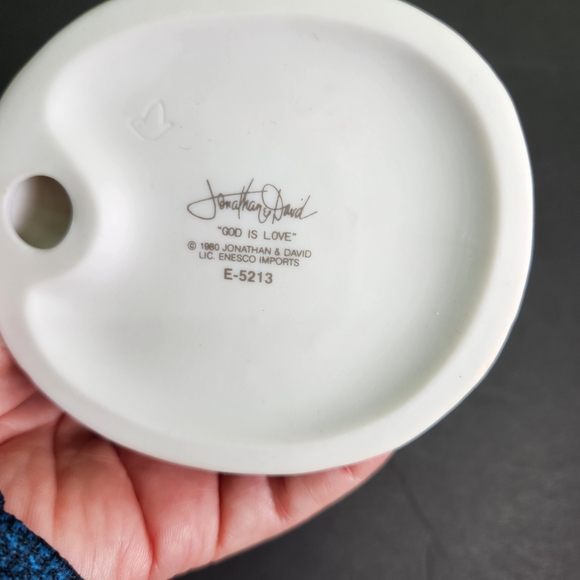 Jonathan & David
"GOD IS LOVE"
© 1980 JONATHAN & DAVID
LIC. ENESCO IMPORTS
E-5213